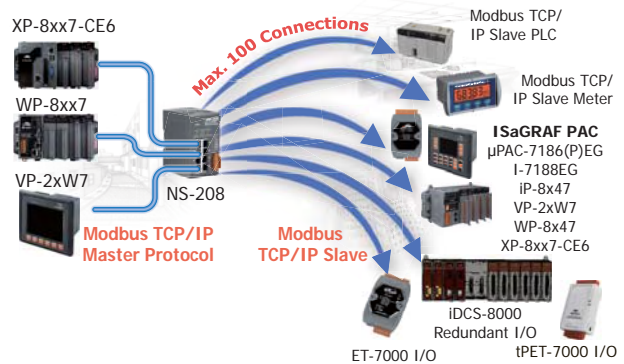 XP-8xx7-CE6
WP-8xx7
VP-2xW7
NS-208
Modbus TCP/IP
Master Protocol
Max. 100 Connections
Modbus
TCP/IP Slave
Modbus TCP/
IP Slave PLC
Modbus TCP/
IP Slave Meter
ISaGRAF PAC
µPAC-7186(P)EG
I-7188EG
iP-8x47
VP-2xW7
WP-8x47
XP-8xx7-CE6
iDCS-8000
Redundant I/O
ET-7000 I/O
tPET-7000 I/O